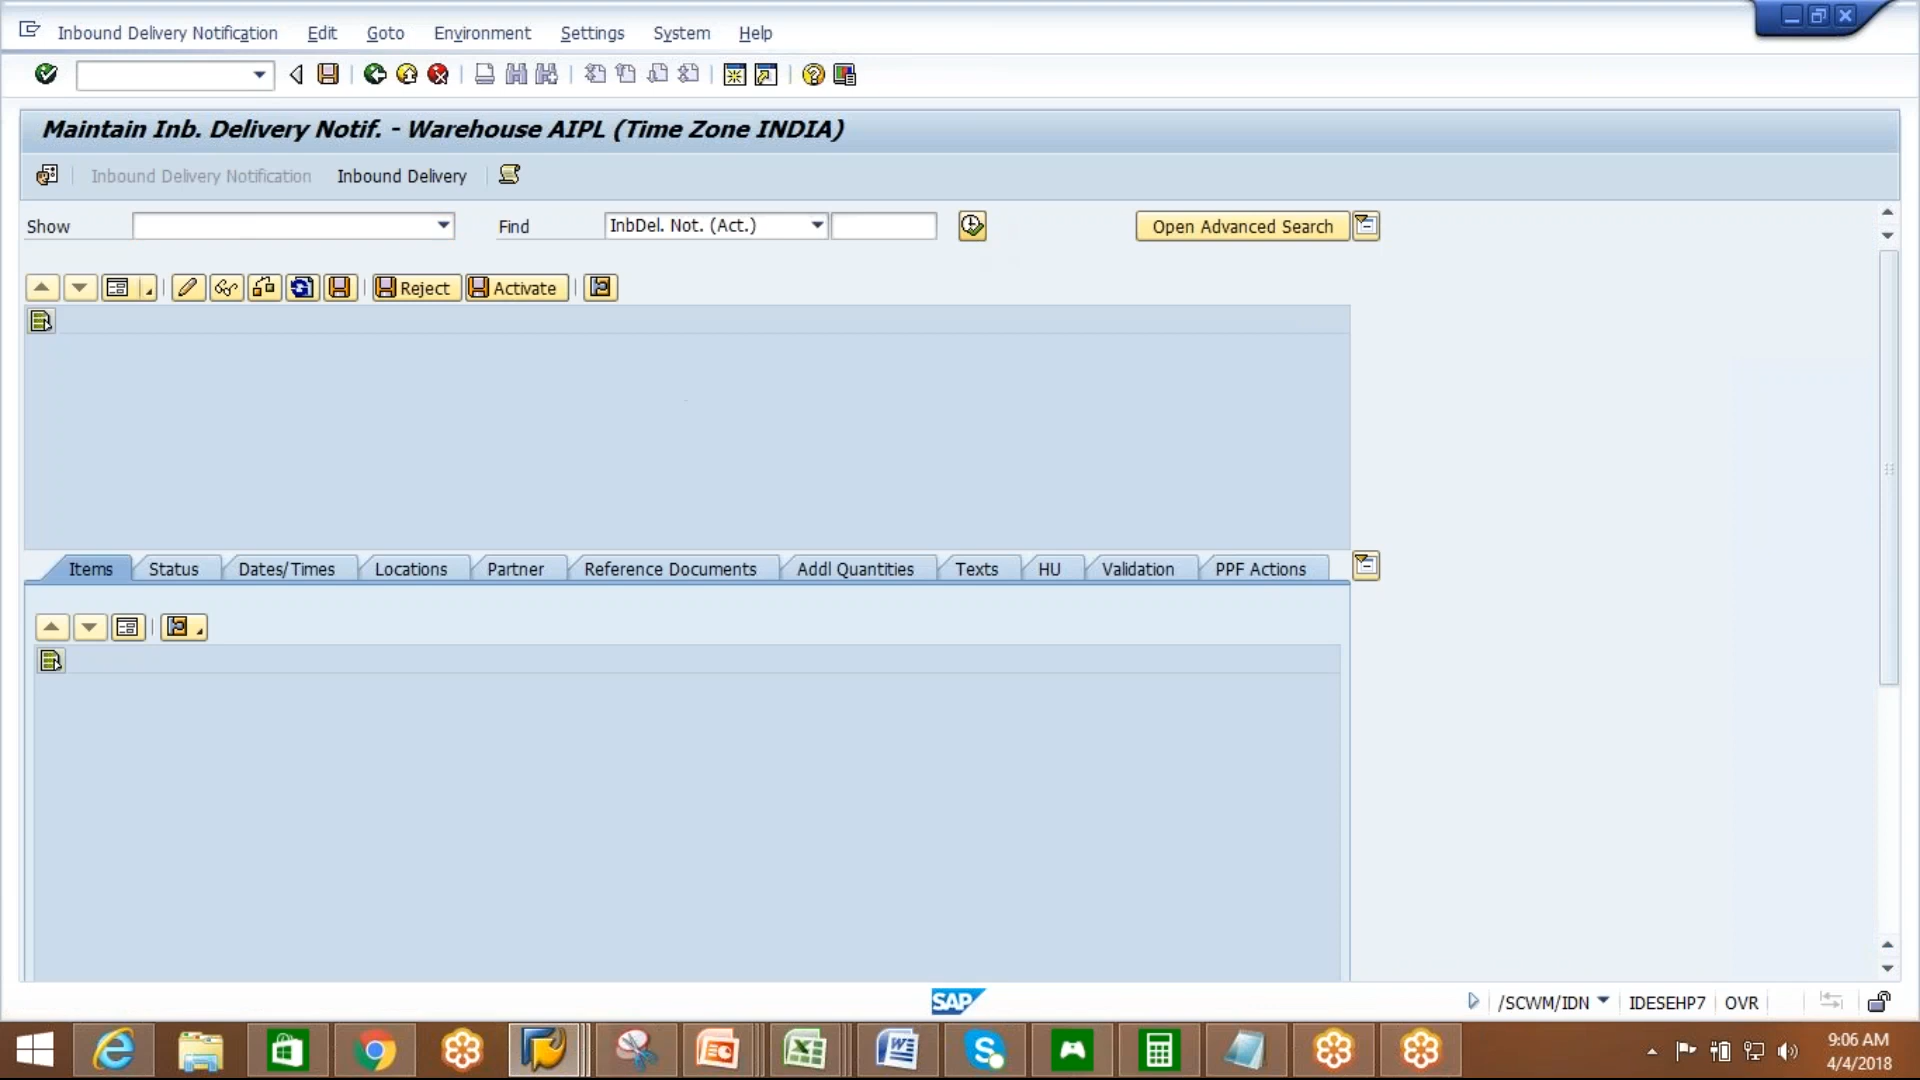 Inbound Delivery Notification Edit Goto Environment Settings System Help
Maintain Inb. Delivery Notif. - Warehouse AIPL (Time Zone INDIA)
Inbound Delivery Notification Inbound Delivery
Show Find InbDel. Not. (Act.) Open Advanced Search
Reject Activate
Items Status Dates/Times Locations Partner Reference Documents Addl Quantities Texts HU Validation PPF Actions
SAP /SCWM/IDN IDESEHP7 OVR
9:06 AM
4/4/2018